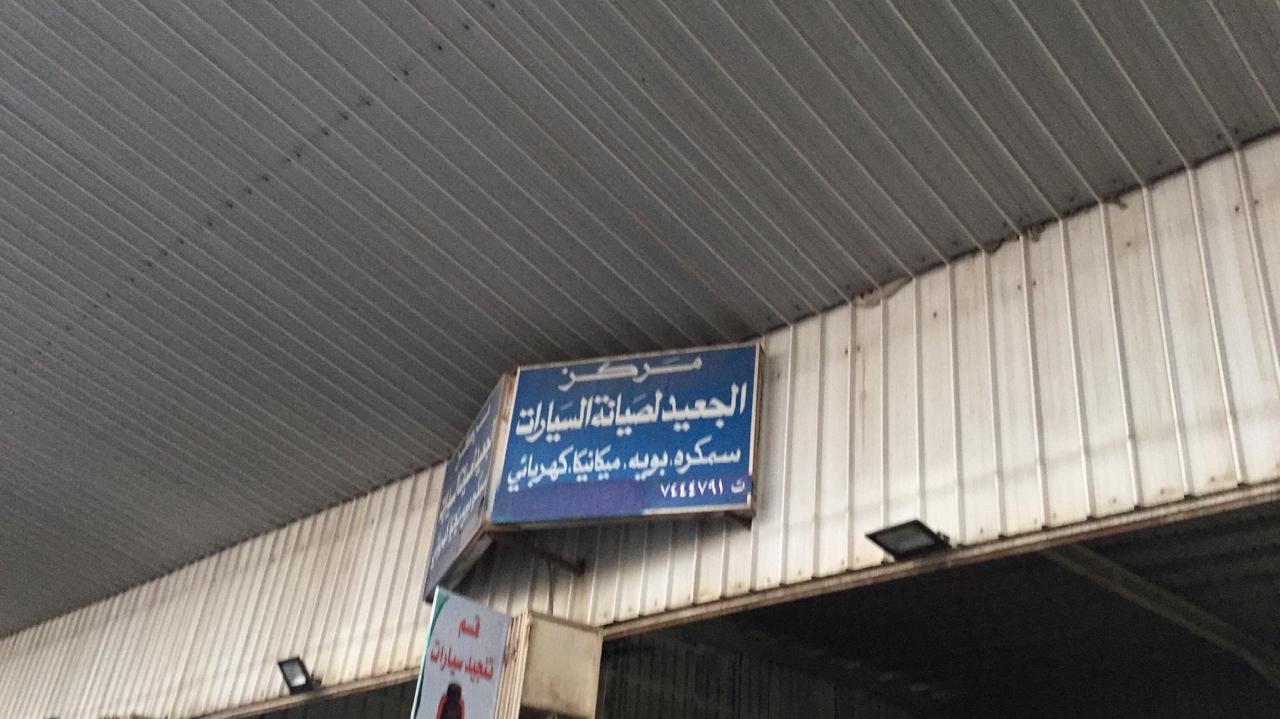 مركز
الجعيد لصيانة السيارات
سمكره، بويه، ميكانيكا، كهربائي
ت ٧٤٤٤٧٩١
قسم
تنجيد سيارات